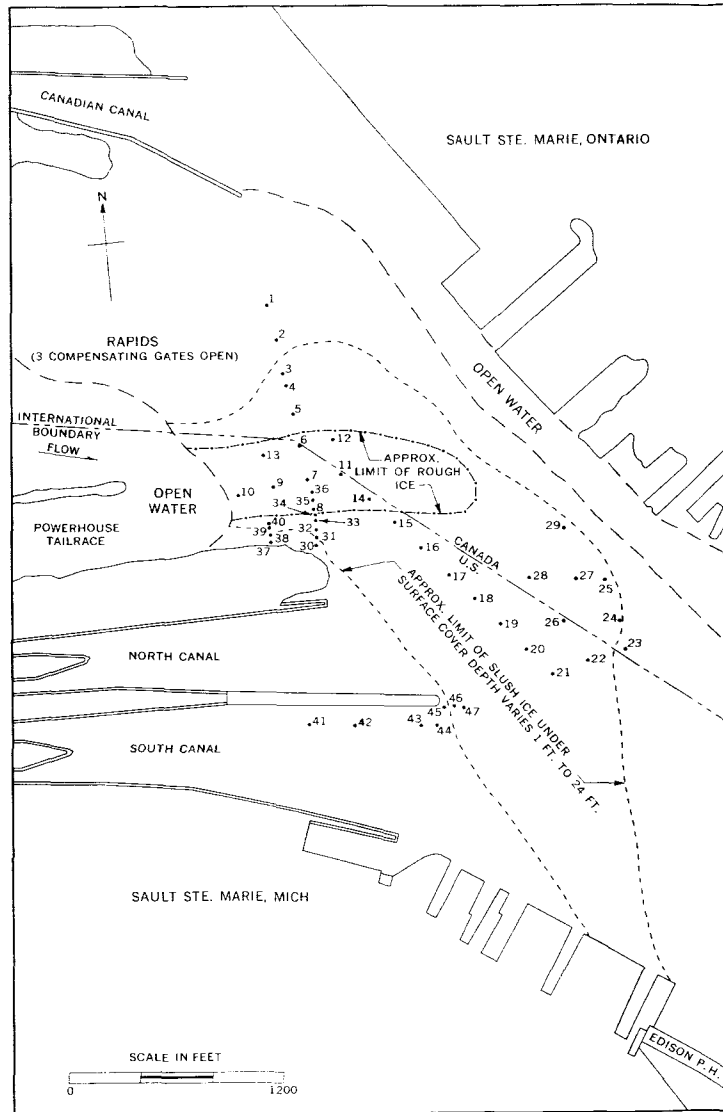 CANADIAN CANAL
SAULT STE. MARIE, ONTARIO
N
1
RAPIDS
(3 COMPENSATING GATES OPEN)
2
3
4
5
OPEN WATER
INTERNATIONAL
BOUNDARY
FLOW
6
12
13
APPROX.
LIMIT OF ROUGH
ICE
11
7
9
36
10
35
14
OPEN
WATER
34
8
33
15
29
POWERHOUSE
TAILRACE
40
39
32
38
37
31
30
16
CANADA
U.S.
17
28
27
25
APPROX. LIMIT OF SLUSH ICE UNDER
SURFACE COVER DEPTH VARIES 1 FT. TO 24 FT.
18
19
26
24
20
23
22
21
NORTH CANAL
46
45
47
SOUTH CANAL
41
42
43
44
SAULT STE. MARIE, MICH
EDISON P.H.
SCALE IN FEET
0
1200